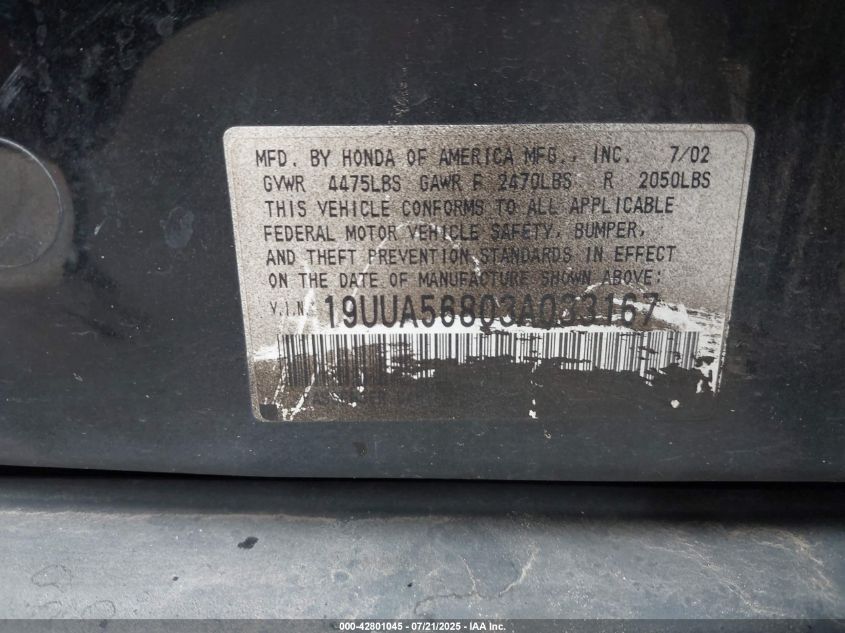 MFD. BY HONDA OF AMERICA MFG., INC. 7/02
GVWR 4475LBS GAWR F 2470LBS R 2050LBS
THIS VEHICLE CONFORMS TO ALL APPLICABLE
FEDERAL MOTOR VEHICLE SAFETY, BUMPER,
AND THEFT PREVENTION STANDARDS IN EFFECT
ON THE DATE OF MANUFACTURE SHOWN ABOVE:
V.I.N. 19UUA56803A033167
000-42801045 - 07/21/2025 - IAA Inc.